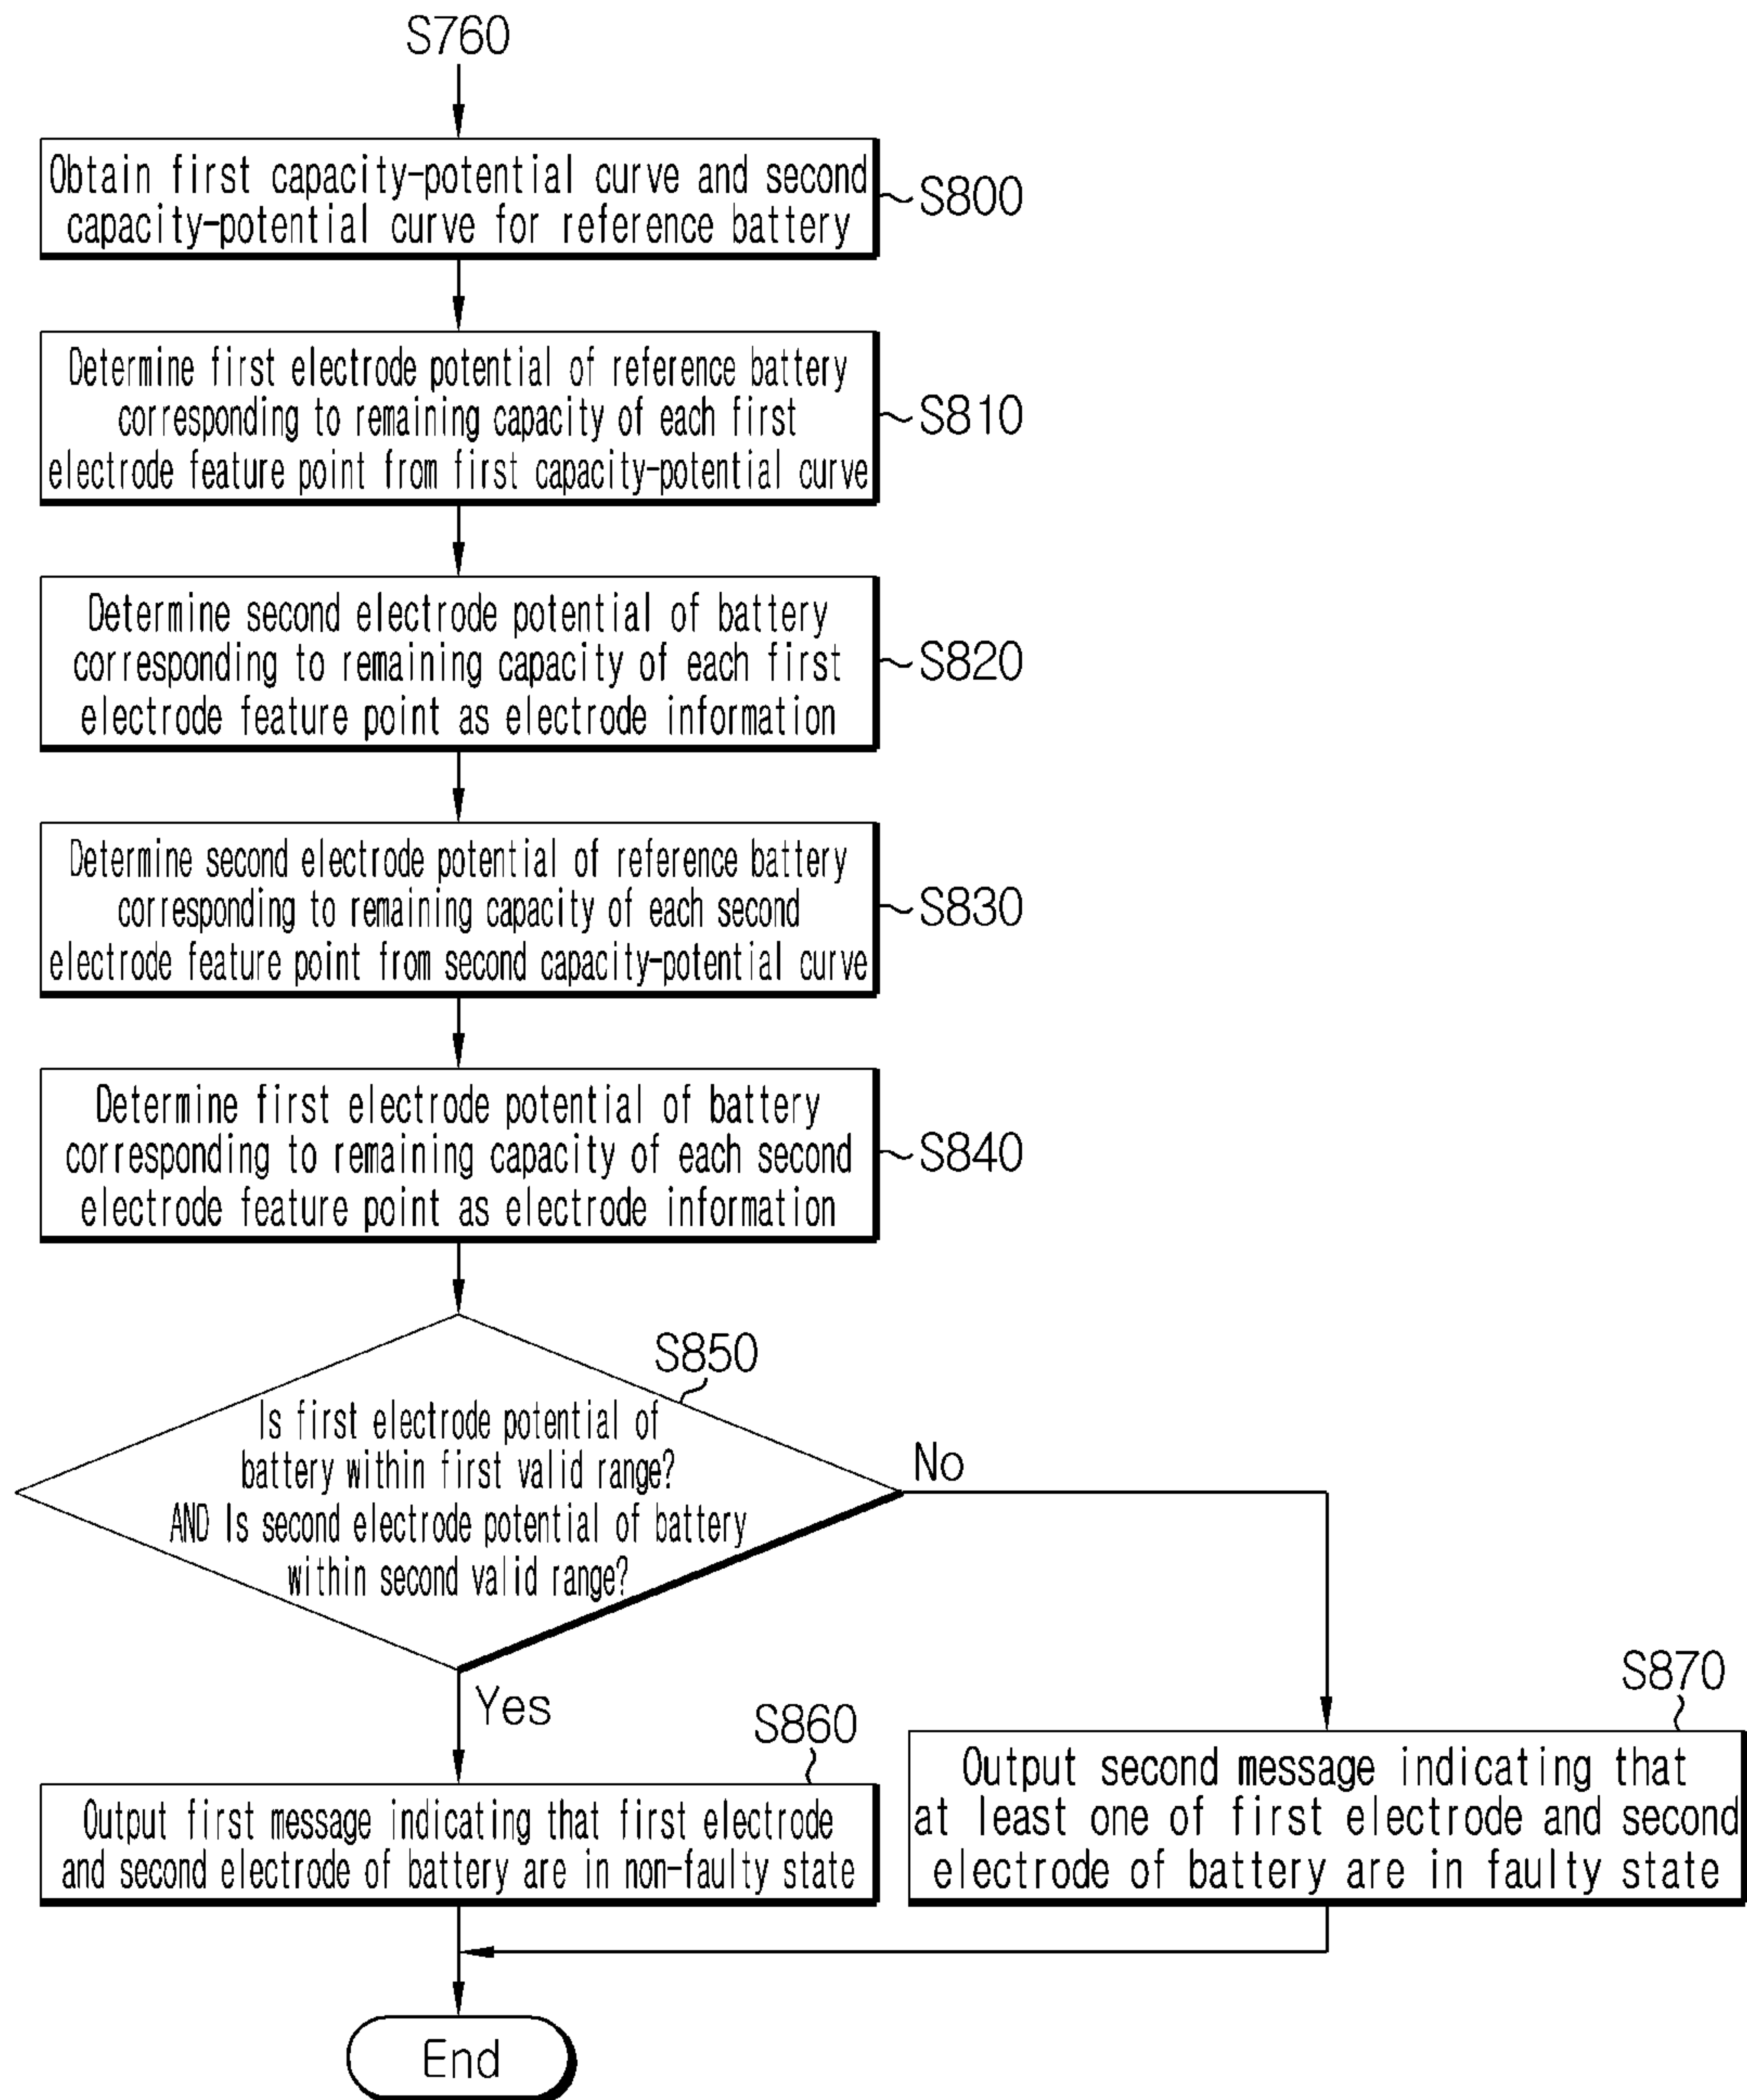 S760
Obtain first capacity-potential curve and second
capacity-potential curve for reference battery
S800
Determine first electrode potential of reference battery
corresponding to remaining capacity of each first
electrode feature point from first capacity-potential curve
S810
Determine second electrode potential of battery
corresponding to remaining capacity of each first
electrode feature point as electrode information
S820
Determine second electrode potential of reference battery
corresponding to remaining capacity of each second
electrode feature point from second capacity-potential curve
S830
Determine first electrode potential of battery
corresponding to remaining capacity of each second
electrode feature point as electrode information
S840
S850
Is first electrode potential of
battery within first valid range?
AND Is second electrode potential of battery
within second valid range?
No
Yes
S860
Output first message indicating that first electrode
and second electrode of battery are in non-faulty state
S870
Output second message indicating that
at least one of first electrode and second
electrode of battery are in faulty state
End